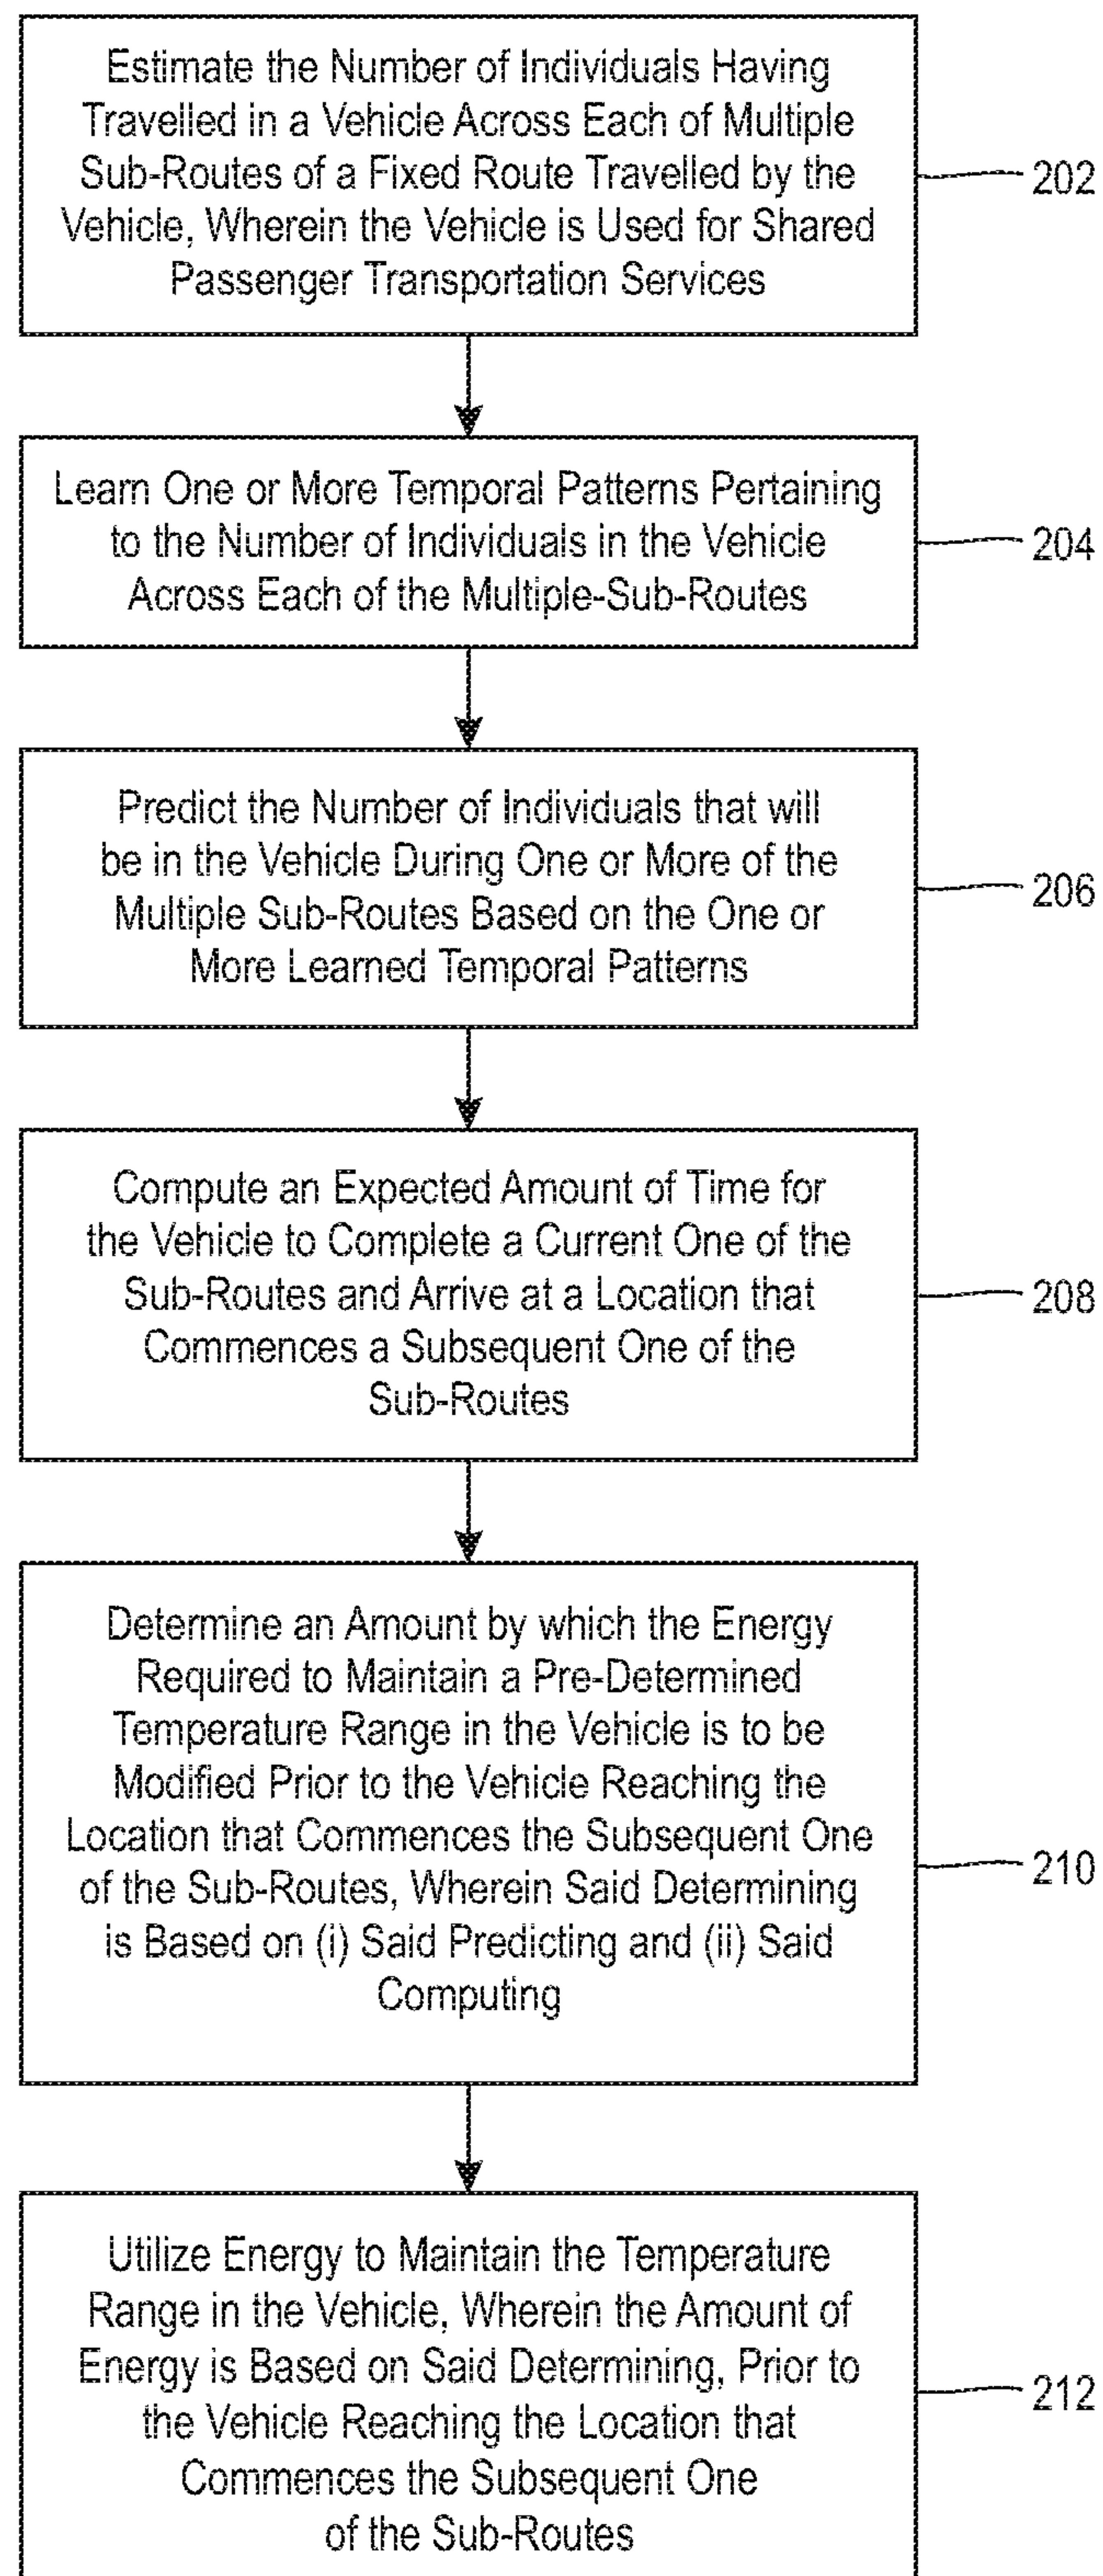 Estimate the Number of Individuals Having
Travelled in a Vehicle Across Each of Multiple
Sub-Routes of a Fixed Route Travelled by the
Vehicle, Wherein the Vehicle is Used for Shared
Passenger Transportation Services
202
Learn One or More Temporal Patterns Pertaining
to the Number of Individuals in the Vehicle
Across Each of the Multiple-Sub-Routes
204
Predict the Number of Individuals that will
be in the Vehicle During One or More of the
Multiple Sub-Routes Based on the One or
More Learned Temporal Patterns
206
Compute an Expected Amount of Time for
the Vehicle to Complete a Current One of the
Sub-Routes and Arrive at a Location that
Commences a Subsequent One of the
Sub-Routes
208
Determine an Amount by which the Energy
Required to Maintain a Pre-Determined
Temperature Range in the Vehicle is to be
Modified Prior to the Vehicle Reaching the
Location that Commences the Subsequent One
of the Sub-Routes, Wherein Said Determining
is Based on (i) Said Predicting and (ii) Said
Computing
210
Utilize Energy to Maintain the Temperature
Range in the Vehicle, Wherein the Amount of
Energy is Based on Said Determining, Prior to
the Vehicle Reaching the Location that
Commences the Subsequent One
of the Sub-Routes
212